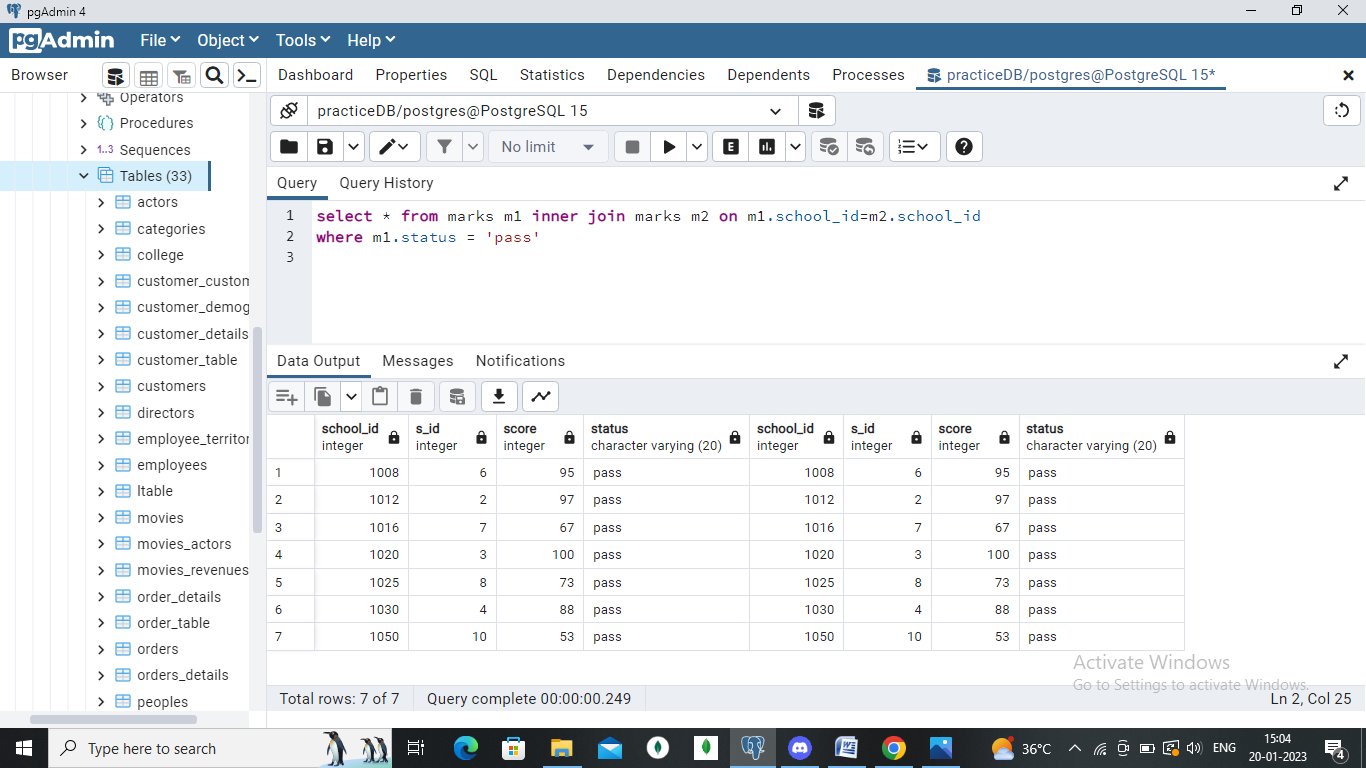 pgAdmin 4
pgAdmin File Object Tools Help
Browser
Dashboard Properties SQL Statistics Dependencies Dependents Processes practiceDB/postgres@PostgreSQL 15*
Operators
Procedures
1..3 Sequences
Tables (33)
actors
categories
college
customer_custom
customer_demog
customer_details
customer_table
customers
directors
employee_territor
employees
ltable
movies
movies_actors
movies_revenues
order_details
order_table
orders
orders_details
peoples
practiceDB/postgres@PostgreSQL 15
No limit E
Query Query History
1 select * from marks m1 inner join marks m2 on m1.school_id=m2.school_id
2 where m1.status = 'pass'
3
Data Output Messages Notifications
school_id s_id score status school_id s_id score status
integer integer integer character varying (20) integer integer integer character varying (20)
1 1008 6 95 pass 1008 6 95 pass
2 1012 2 97 pass 1012 2 97 pass
3 1016 7 67 pass 1016 7 67 pass
4 1020 3 100 pass 1020 3 100 pass
5 1025 8 73 pass 1025 8 73 pass
6 1030 4 88 pass 1030 4 88 pass
7 1050 10 53 pass 1050 10 53 pass
Activate Windows
Go to Settings to activate Windows.
Total rows: 7 of 7 Query complete 00:00:00.249 Ln 2, Col 25
Type here to search 36°C ENG 15:04
20-01-2023 4